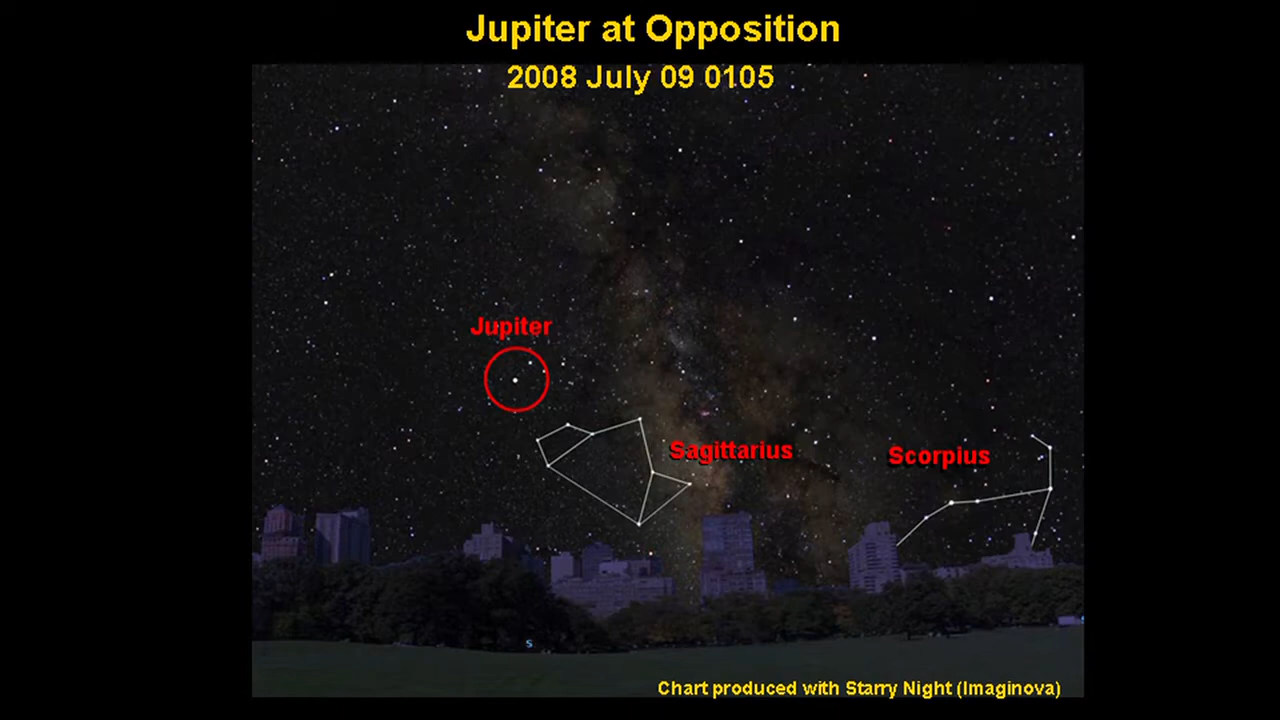 Jupiter at Opposition
2008 July 09 0105
Jupiter
Sagittarius
Scorpius
S
Chart produced with Starry Night (Imaginova)